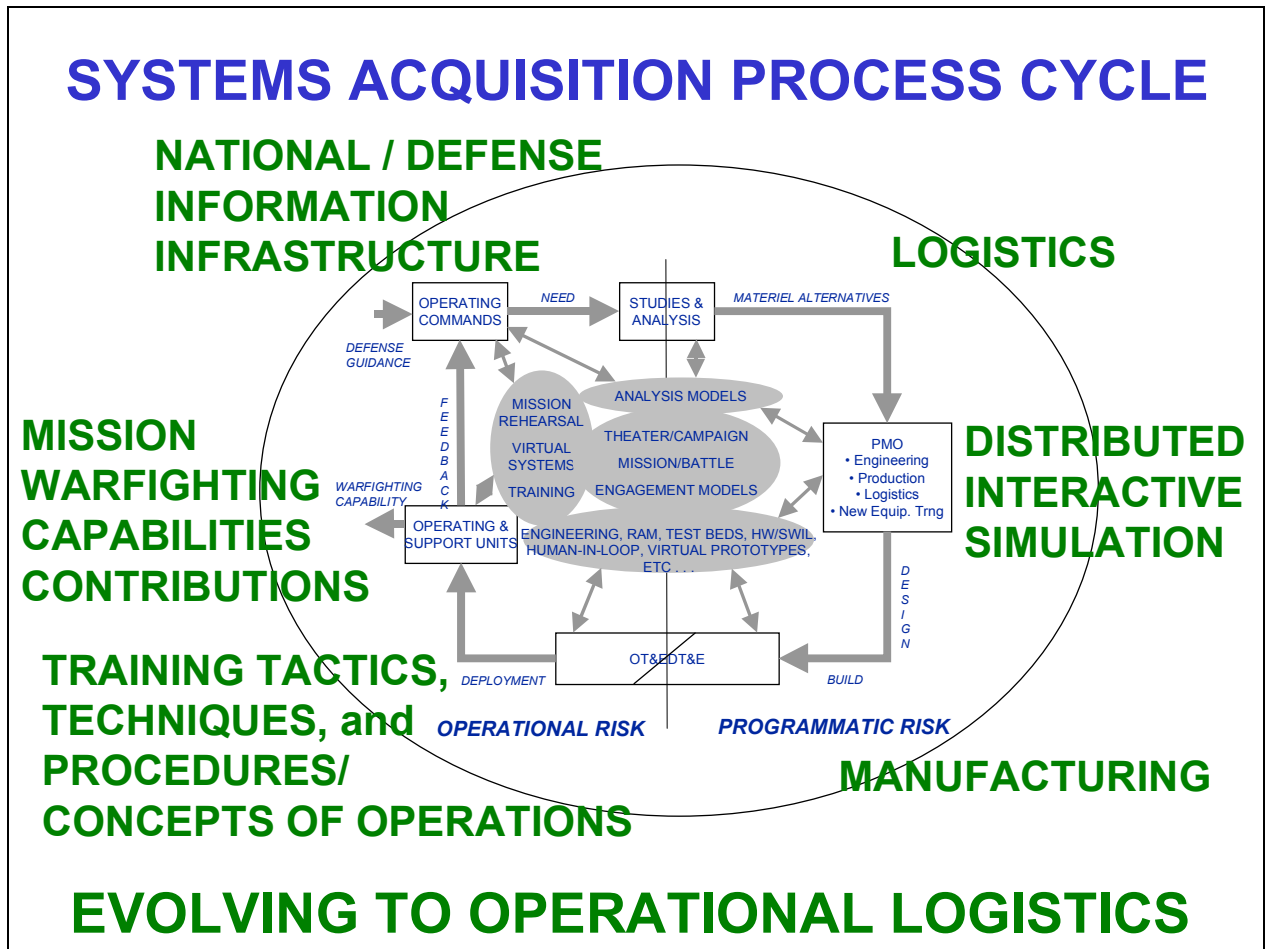 SYSTEMS ACQUISITION PROCESS CYCLE
NATIONAL / DEFENSE
INFORMATION
INFRASTRUCTURE
LOGISTICS
OPERATING
COMMANDS
NEED
STUDIES &
ANALYSIS
MATERIEL ALTERNATIVES
DEFENSE
GUIDANCE
FEEDBACK
MISSION
REHEARSAL
VIRTUAL
SYSTEMS
TRAINING
ANALYSIS MODELS
THEATER/CAMPAIGN
MISSION/BATTLE
ENGAGEMENT MODELS
PMO
• Engineering
• Production
• Logistics
• New Equip. Trng
MISSION
WARFIGHTING
CAPABILITIES
CONTRIBUTIONS
DISTRIBUTED
INTERACTIVE
SIMULATION
WARFIGHTING
CAPABILITY
OPERATING &
SUPPORT UNITS
ENGINEERING, RAM, TEST BEDS, HW/SWIL,
HUMAN-IN-LOOP, VIRTUAL PROTOTYPES,
ETC . . .
DESIGN
OT&EDT&E
DEPLOYMENT
BUILD
TRAINING TACTICS,
TECHNIQUES, and
PROCEDURES/
CONCEPTS OF OPERATIONS
OPERATIONAL RISK
PROGRAMMATIC RISK
MANUFACTURING
EVOLVING TO OPERATIONAL LOGISTICS